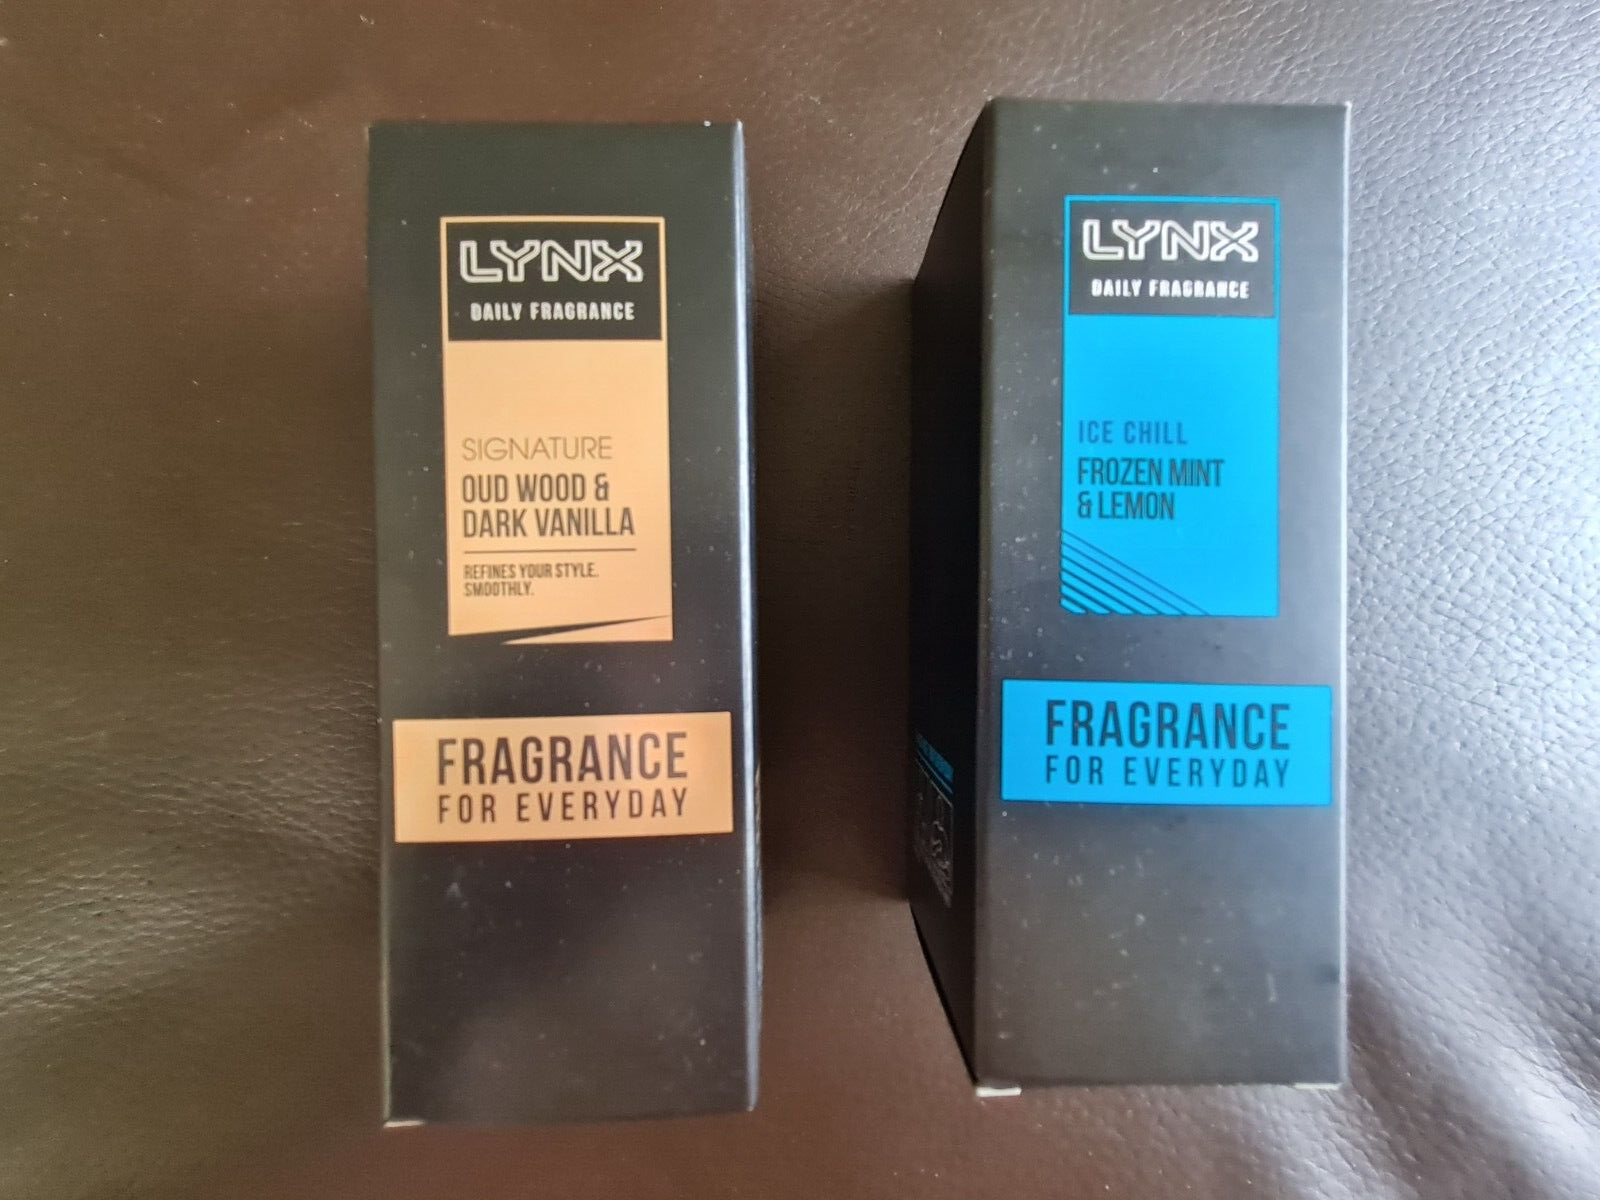 LYNX
DAILY FRAGRANCE
SIGNATURE
OUD WOOD &
DARK VANILLA
REFINES YOUR STYLE.
SMOOTHLY.
FRAGRANCE
FOR EVERYDAY
LYNX
DAILY FRAGRANCE
ICE CHILL
FROZEN MINT
& LEMON
FRAGRANCE
FOR EVERYDAY